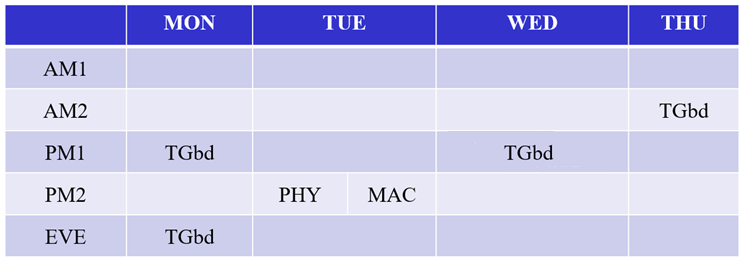 MON TUE WED THU
AM1
AM2 TGbd
PM1 TGbd TGbd
PM2 PHY MAC
EVE TGbd